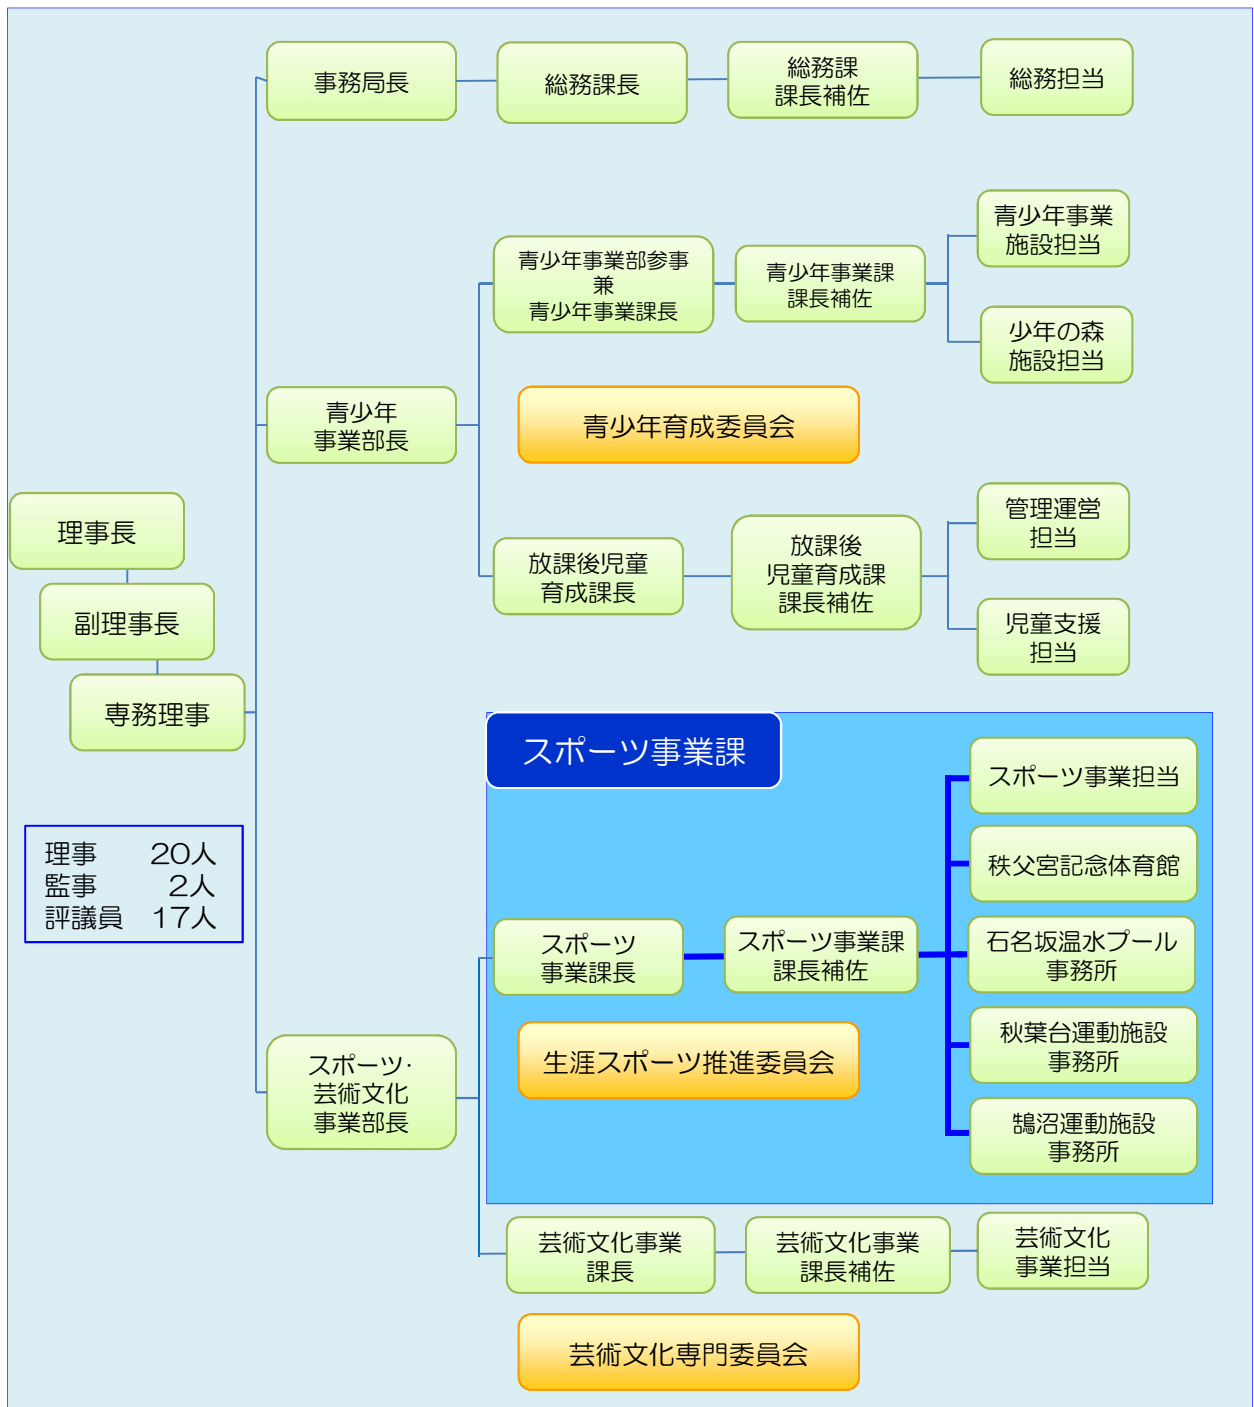 事務局長
総務課長
総務課
課長補佐
総務担当
青少年事業
施設担当
青少年事業部参事
兼
青少年事業課長
青少年事業課
課長補佐
少年の森
施設担当
青少年
事業部長
青少年育成委員会
管理運営
担当
理事長
放課後児童
育成課長
放課後
児童育成課
課長補佐
副理事長
児童支援
担当
専務理事
スポーツ事業課
スポーツ事業担当
理事 20人
監事 2人
評議員 17人
秩父宮記念体育館
スポーツ
事業課長
スポーツ事業課
課長補佐
石名坂温水プール
事務所
秋葉台運動施設
事務所
生涯スポーツ推進委員会
スポーツ・
芸術文化
事業部長
鵠沼運動施設
事務所
芸術文化事業
課長
芸術文化事業
課長補佐
芸術文化
事業担当
芸術文化専門委員会